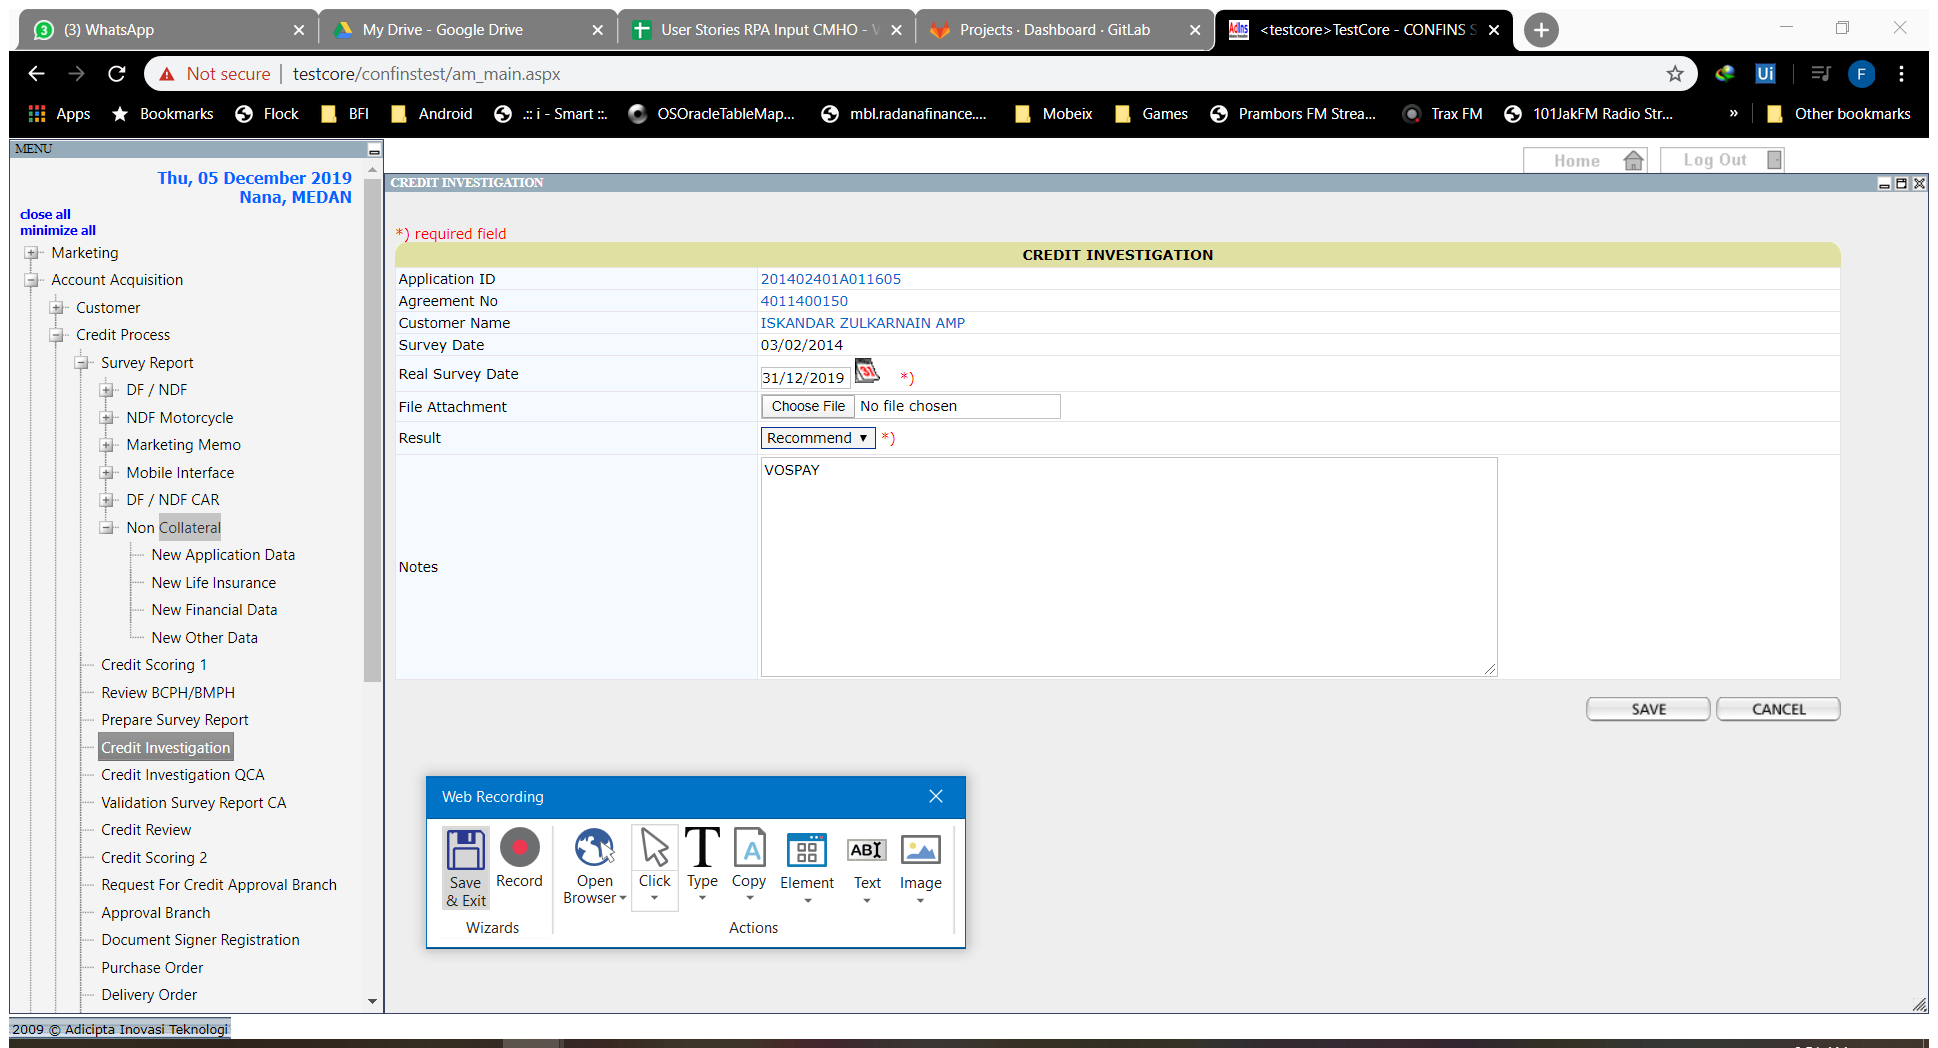 (3) WhatsApp
My Drive - Google Drive
User Stories RPA Input CMHO - V
Projects · Dashboard · GitLab
AdIns
<testcore>TestCore - CONFINS S
Not secure
testcore/confinstest/am_main.aspx
Ui
F
Apps
Bookmarks
Flock
BFI
Android
.:: i - Smart ::.
OSOracleTableMap...
mbl.radanafinance....
Mobeix
Games
Prambors FM Strea...
Trax FM
101JakFM Radio Str...
»
Other bookmarks
MENU
Thu, 05 December 2019
Nana, MEDAN
close all
minimize all
Marketing
Account Acquisition
Customer
Credit Process
Survey Report
DF / NDF
NDF Motorcycle
Marketing Memo
Mobile Interface
DF / NDF CAR
Non Collateral
New Application Data
New Life Insurance
New Financial Data
New Other Data
Credit Scoring 1
Review BCPH/BMPH
Prepare Survey Report
Credit Investigation
Credit Investigation QCA
Validation Survey Report CA
Credit Review
Credit Scoring 2
Request For Credit Approval Branch
Approval Branch
Document Signer Registration
Purchase Order
Delivery Order
2009 © Adicipta Inovasi Teknologi
Home
Log Out
CREDIT INVESTIGATION
*) required field
CREDIT INVESTIGATION
Application ID 201402401A011605
Agreement No 4011400150
Customer Name ISKANDAR ZULKARNAIN AMP
Survey Date 03/02/2014
Real Survey Date 31/12/2019 31 *)
File Attachment Choose File No file chosen
Result Recommend *)
Notes VOSPAY
SAVE CANCEL
Web Recording
Save & Exit
Record
Open Browser
Click
Type
Copy
Element
Text
Image
Wizards
Actions